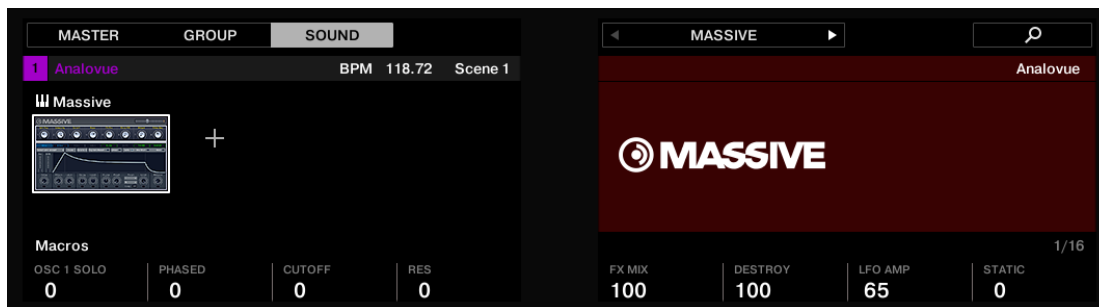 MASTER GROUP SOUND
1 Analovue BPM 118.72 Scene 1
Massive
MASSIVE
Macros
OSC 1 SOLO PHASED CUTOFF RES
0 0 0 0
MASSIVE
Analovue
MASSIVE
1/16
FX MIX DESTROY LFO AMP STATIC
100 100 65 0